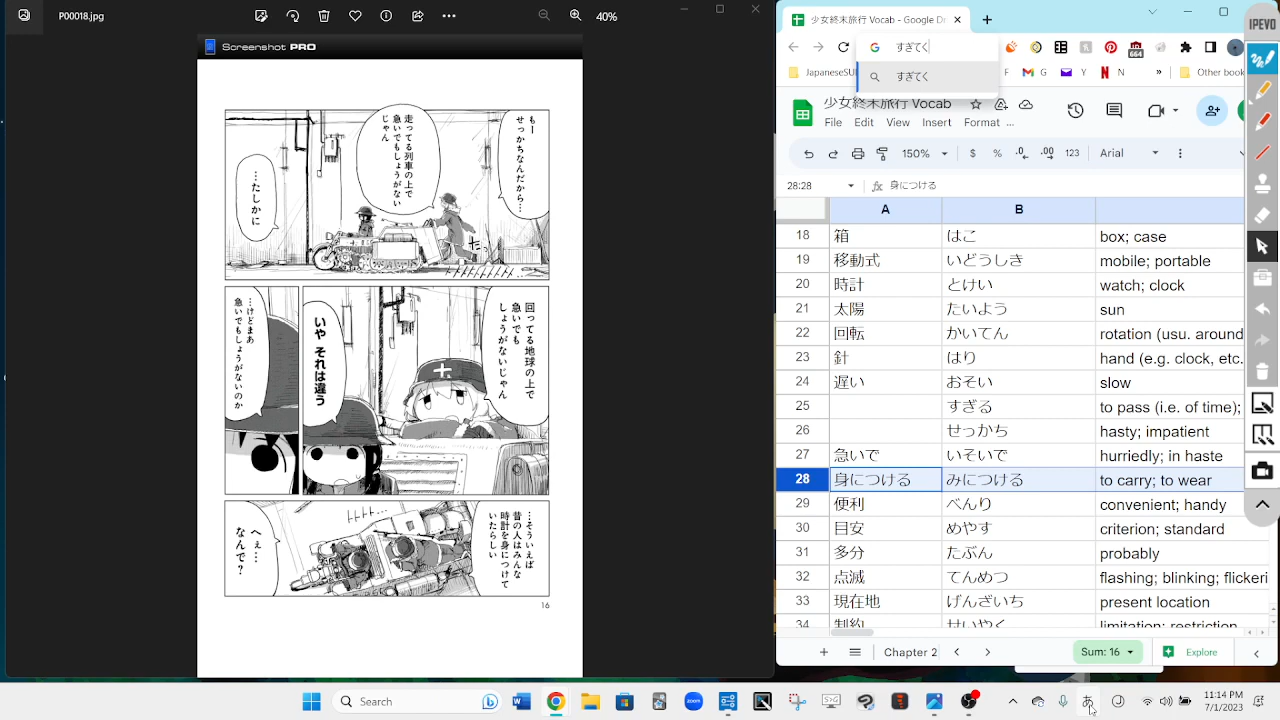 P00018.jpg
40%
Screenshot PRO
もー
せっかちなんだから…
走ってる列車の上で
急いでもしょうがない
じゃん
…たしかに
回ってる地球の上で
急いでも
しょうがないじゃん
いや それは違う
…けどまあ
急いでもしょうがないのか
…そういえば
昔の人はみんな
時計を身につけて
いたらしい
へぇ…
なんで?
16
少女終末旅行 Vocab - Google Dr
すぎてく
すぎてく
664
JapaneseSU
F
G
Y
N
»
Other book
少女終末旅行 Vocab
File Edit View Insert Format ...
150% $ % .0 .00 123 Arial
28:28 fx 身につける
A B
18 箱 はこ box; case
19 移動式 いどうしき mobile; portable
20 時計 とけい watch; clock
21 太陽 たいよう sun
22 回転 かいてん rotation (usu. around
23 針 はり hand (e.g. clock, etc.
24 遅い おそい slow
25 すぎる to pass (i.e. of time);
26 せっかち hasty; impatient
27 急いで いそいで hurriedly; in haste
28 身につける みにつける to carry; to wear
29 便利 べんり convenient; handy
30 目安 めやす criterion; standard
31 多分 たぶん probably
32 点滅 てんめつ flashing; blinking; flickeri
33 現在地 げんざいち present location
34 制約 せいやく limitation; restriction
Chapter 2
Sum: 16
Explore
IPEVO
Search
zoom
あ
11:14 PM
7/1/2023